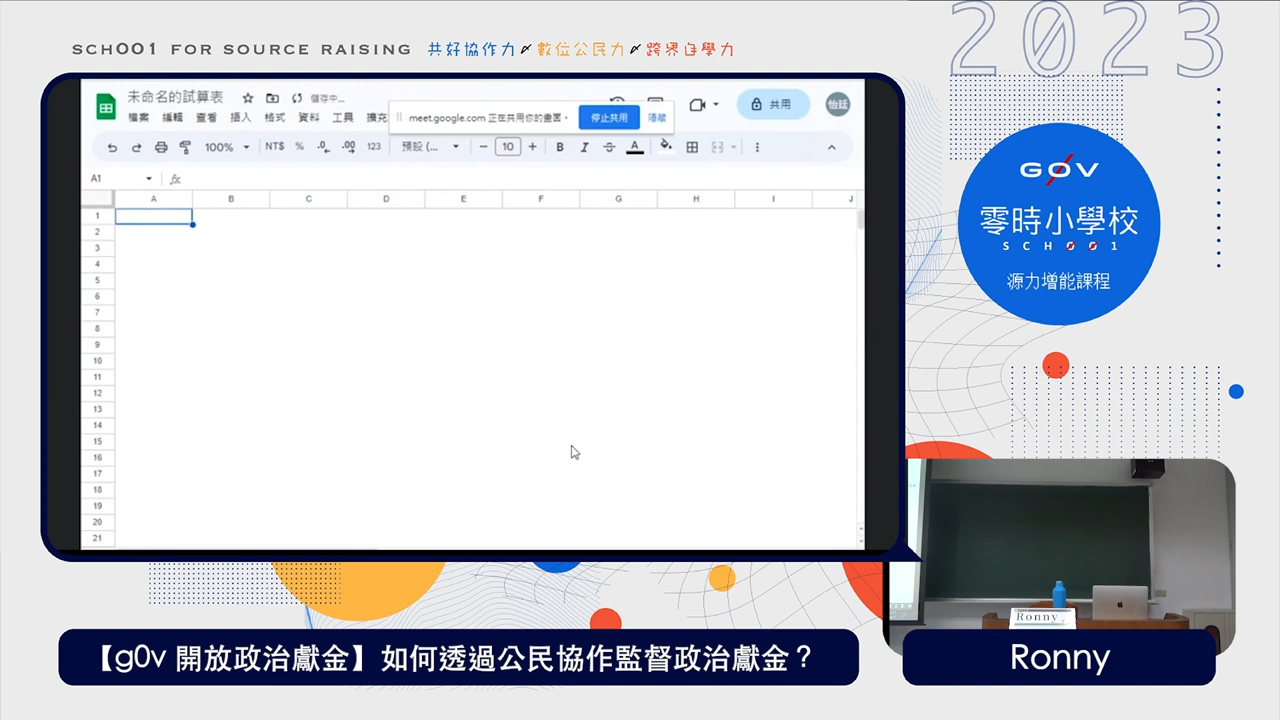 2023
SCHOO1 FOR SOURCE RAISING 共好協作力 數位公民力 跨界自學力
未命名的試算表 儲存中...
檔案 編輯 查看 插入 格式 資料 工具 擴充
meet.google.com 正在共用你的畫面。 停止共用 隱藏
共用 怡廷
100% NT$ % .0 .00 123 預設 (... 10 B I A
A1 fx
A B C D E F G H I J
1
2
3
4
5
6
7
8
9
10
11
12
13
14
15
16
17
18
19
20
21
G0V
零時小學校
SCH001
源力增能課程
Ronny
【g0v 開放政治獻金】如何透過公民協作監督政治獻金？
Ronny